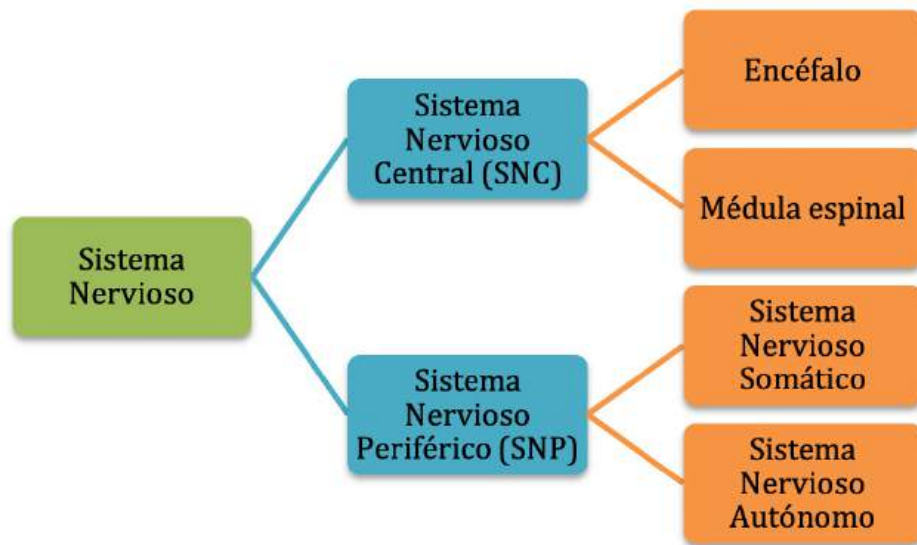 Sistema
Nervioso
Sistema
Nervioso
Central (SNC)
Encéfalo
Médula espinal
Sistema
Nervioso
Periférico (SNP)
Sistema
Nervioso
Somático
Sistema
Nervioso
Autónomo